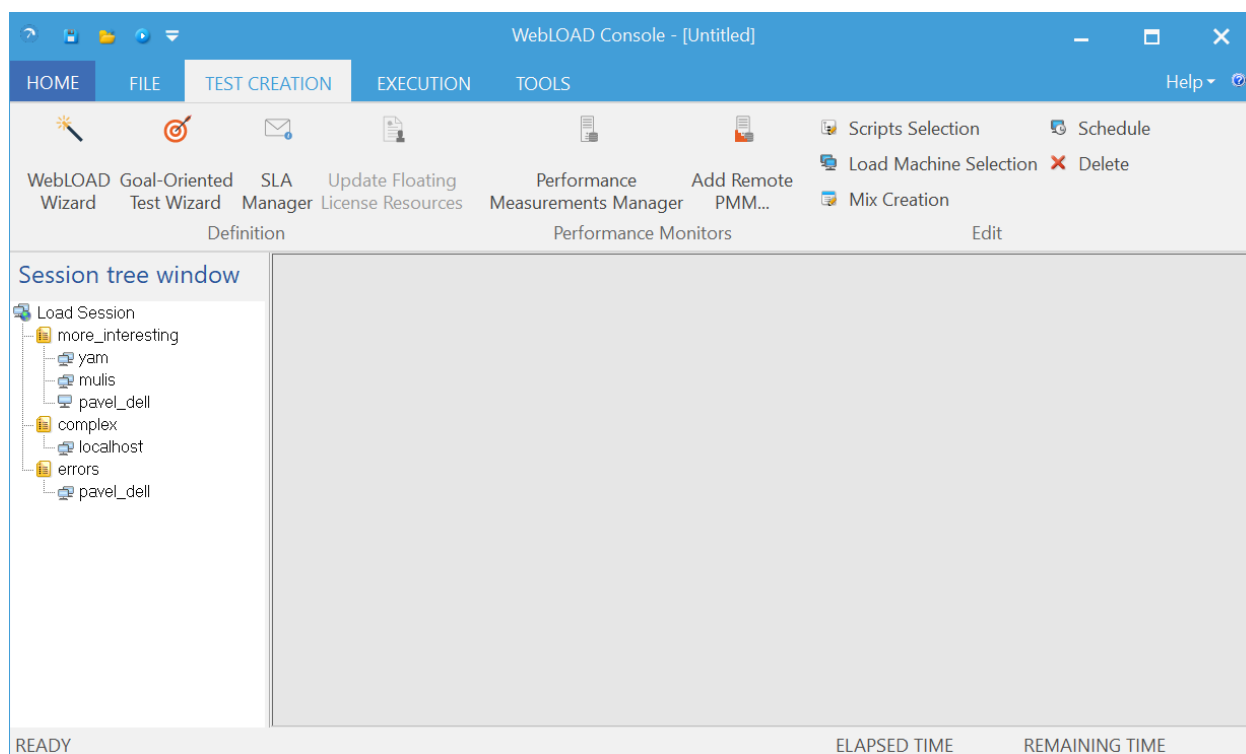 WebLOAD Console - [Untitled]
HOME FILE TEST CREATION EXECUTION TOOLS Help
WebLOAD Wizard
Goal-Oriented Test Wizard
SLA Manager
Update Floating License Resources
Definition
Performance Measurements Manager
Add Remote PMM...
Performance Monitors
Scripts Selection
Load Machine Selection
Mix Creation
Schedule
Delete
Edit
Session tree window
Load Session
more_interesting
yam
mulis
pavel_dell
complex
localhost
errors
pavel_dell
READY ELAPSED TIME REMAINING TIME